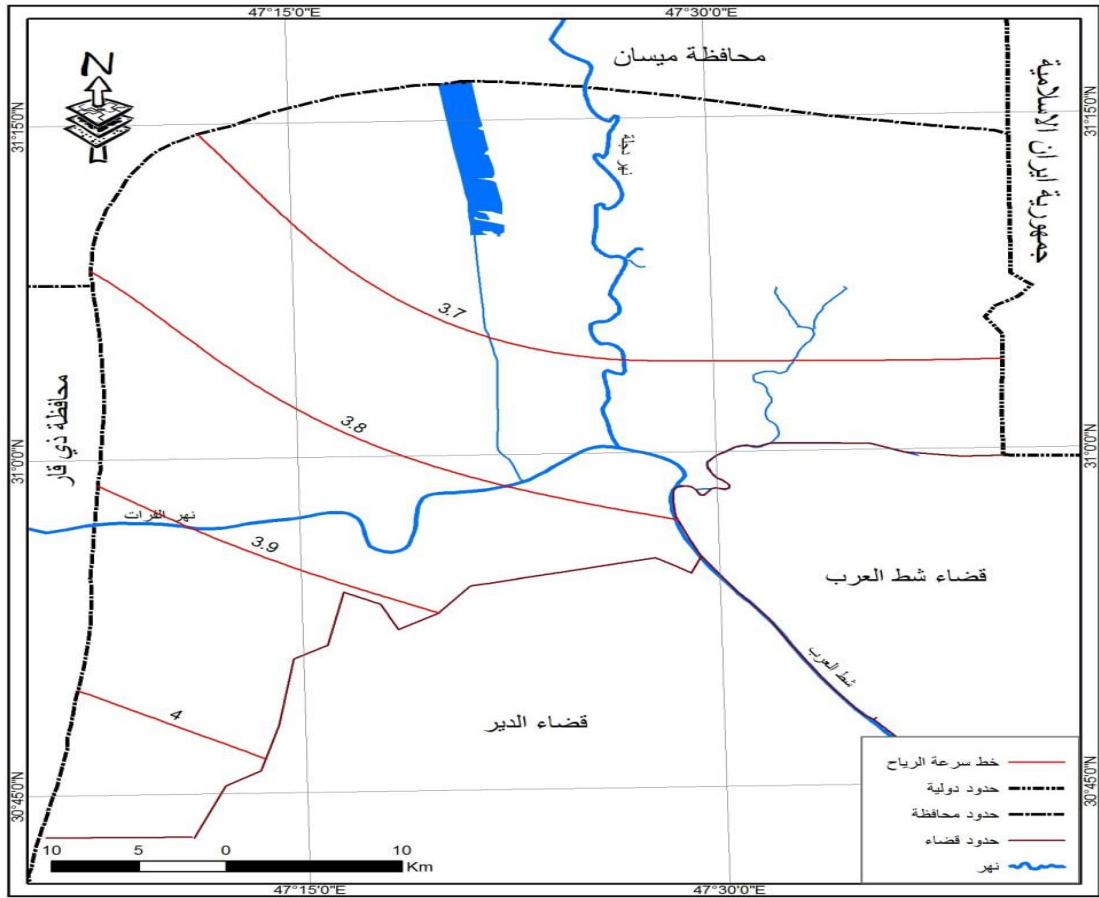 47°15'0"E
47°30'0"E
محافظة ميسان
جمهورية ايران الاسلامية
N
31°15'0"N
31°15'0"N
نهر دجلة
3.7
محافظة ذي قار
3.8
31°0'0"N
31°0'0"N
نهر الفرات
3.9
قضاء شط العرب
شط العرب
4
قضاء الدير
30°45'0"N
30°45'0"N
خط سرعة الرياح
حدود دولية
حدود محافظة
حدود قضاء
نهر
10 5 0 10
Km
47°15'0"E
47°30'0"E